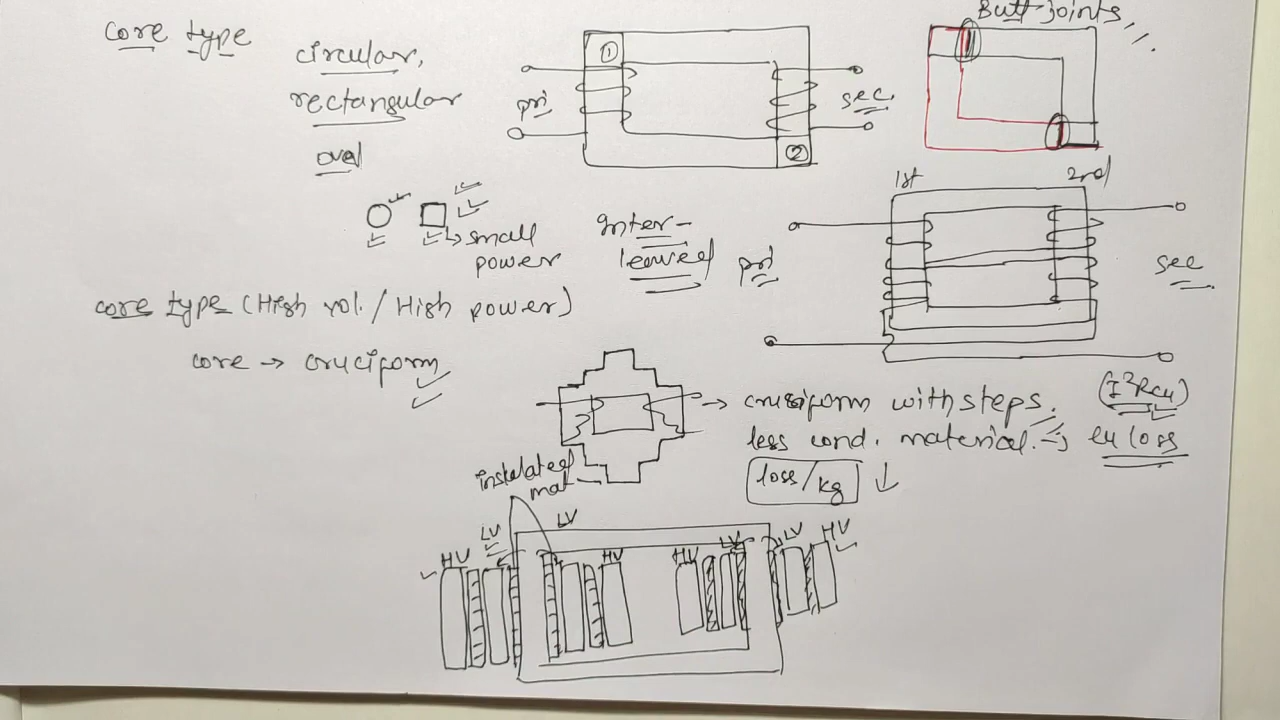 core type
circular,
rectangular
oval
①
②
pri
sec.
Butt-joints,,
small
power
Inter-
leaved
1st
2nd
pri
sec
core type (High vol. / High power)
core → cruciform
→ crusiform with steps.
less cond. material. → cu loss
(I²Rcu)
loss/kg ↓
insulated
mat
HV
LV
LV
HV
HV
LV
LV
HV